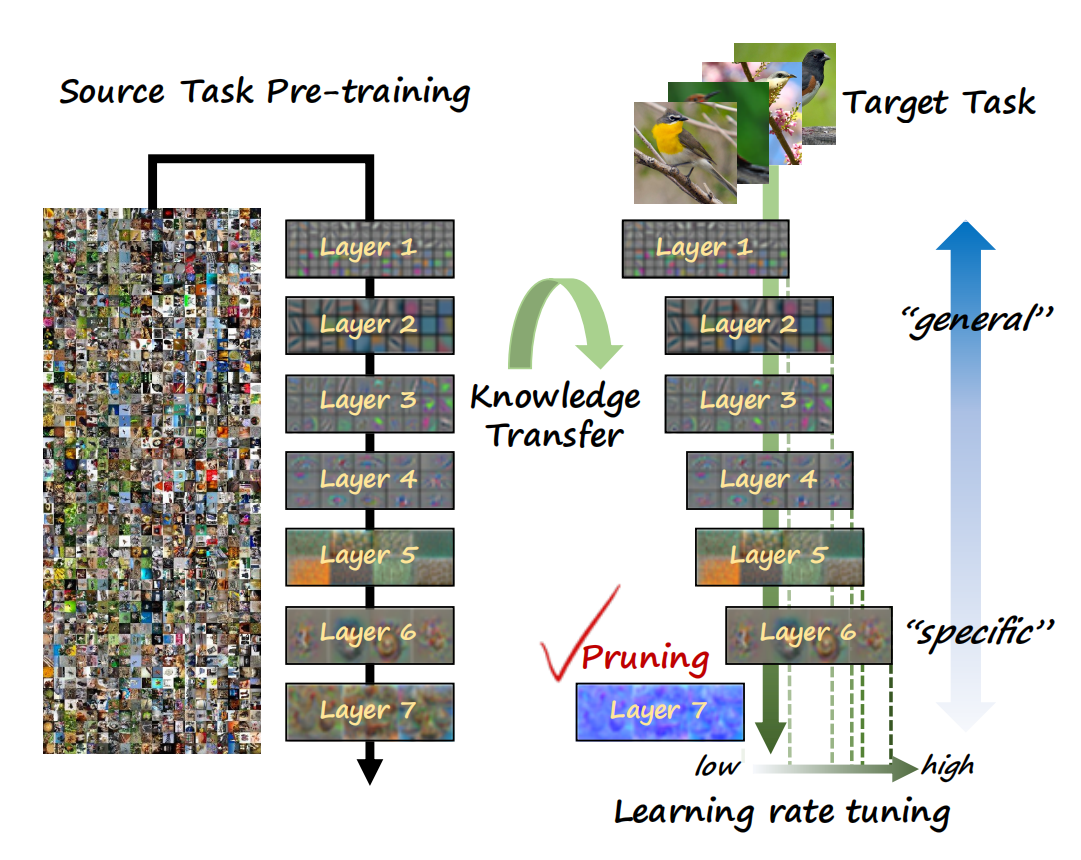 Source Task Pre-training
Target Task
Layer 1
Layer 2
Layer 3
Layer 4
Layer 5
Layer 6
Layer 7
Knowledge
Transfer
Layer 1
Layer 2
Layer 3
Layer 4
Layer 5
Layer 6
Pruning
Layer 7
“general”
“specific”
low
high
Learning rate tuning